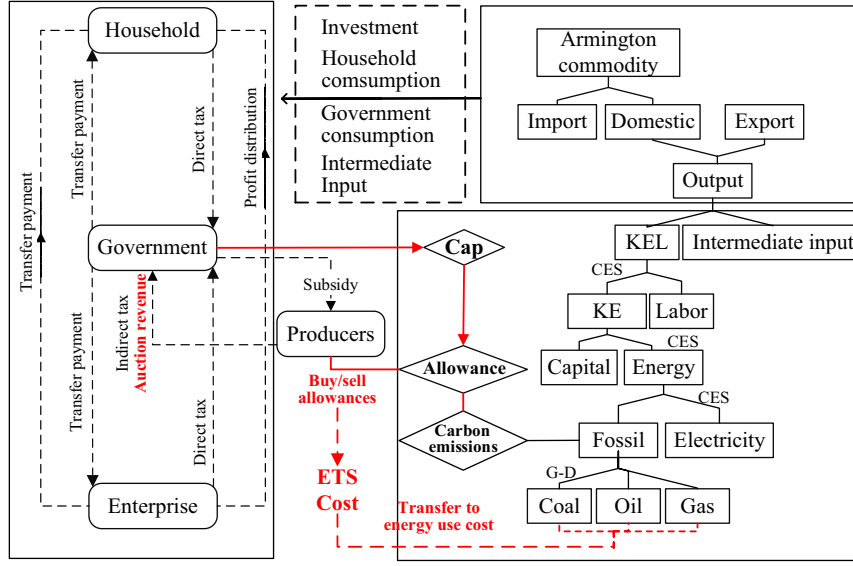 Household
Transfer payment
Transfer payment
Direct tax
Profit distribution
Government
Transfer payment
Indirect tax
Auction revenue
Direct tax
Enterprise
Subsidy
Producers
Buy/sell
allowances
ETS
Cost
Transfer to
energy use cost
Investment
Household
comsumption
Government
consumption
Intermediate
Input
Armington
commodity
Import
Domestic
Export
Output
Cap
Allowance
Carbon
emissions
KEL
Intermediate input
CES
KE
Labor
CES
Capital
Energy
CES
Fossil
Electricity
G-D
Coal
Oil
Gas